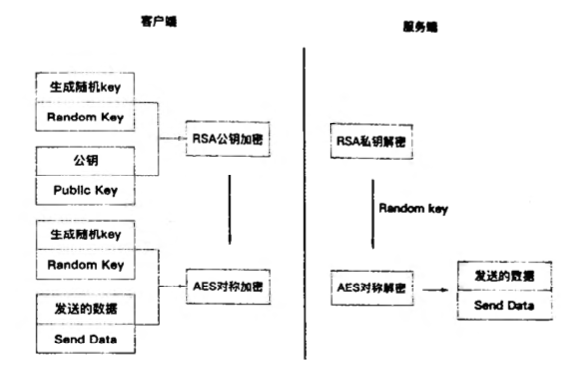 客户端
服务端
生成随机key
Random Key
RSA公钥加密
RSA私钥解密
公钥
Public Key
Random key
生成随机key
Random Key
AES对称加密
AES对称解密
发送的数据
Send Data
发送的数据
Send Data